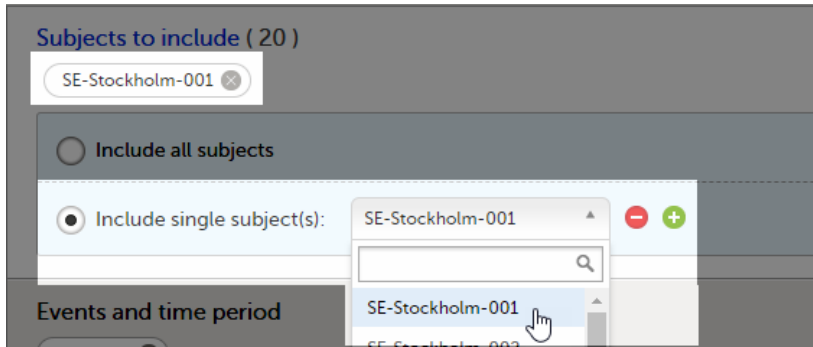 Subjects to include ( 20 )
SE-Stockholm-001
Include all subjects
Include single subject(s): SE-Stockholm-001
SE-Stockholm-001
Events and time period